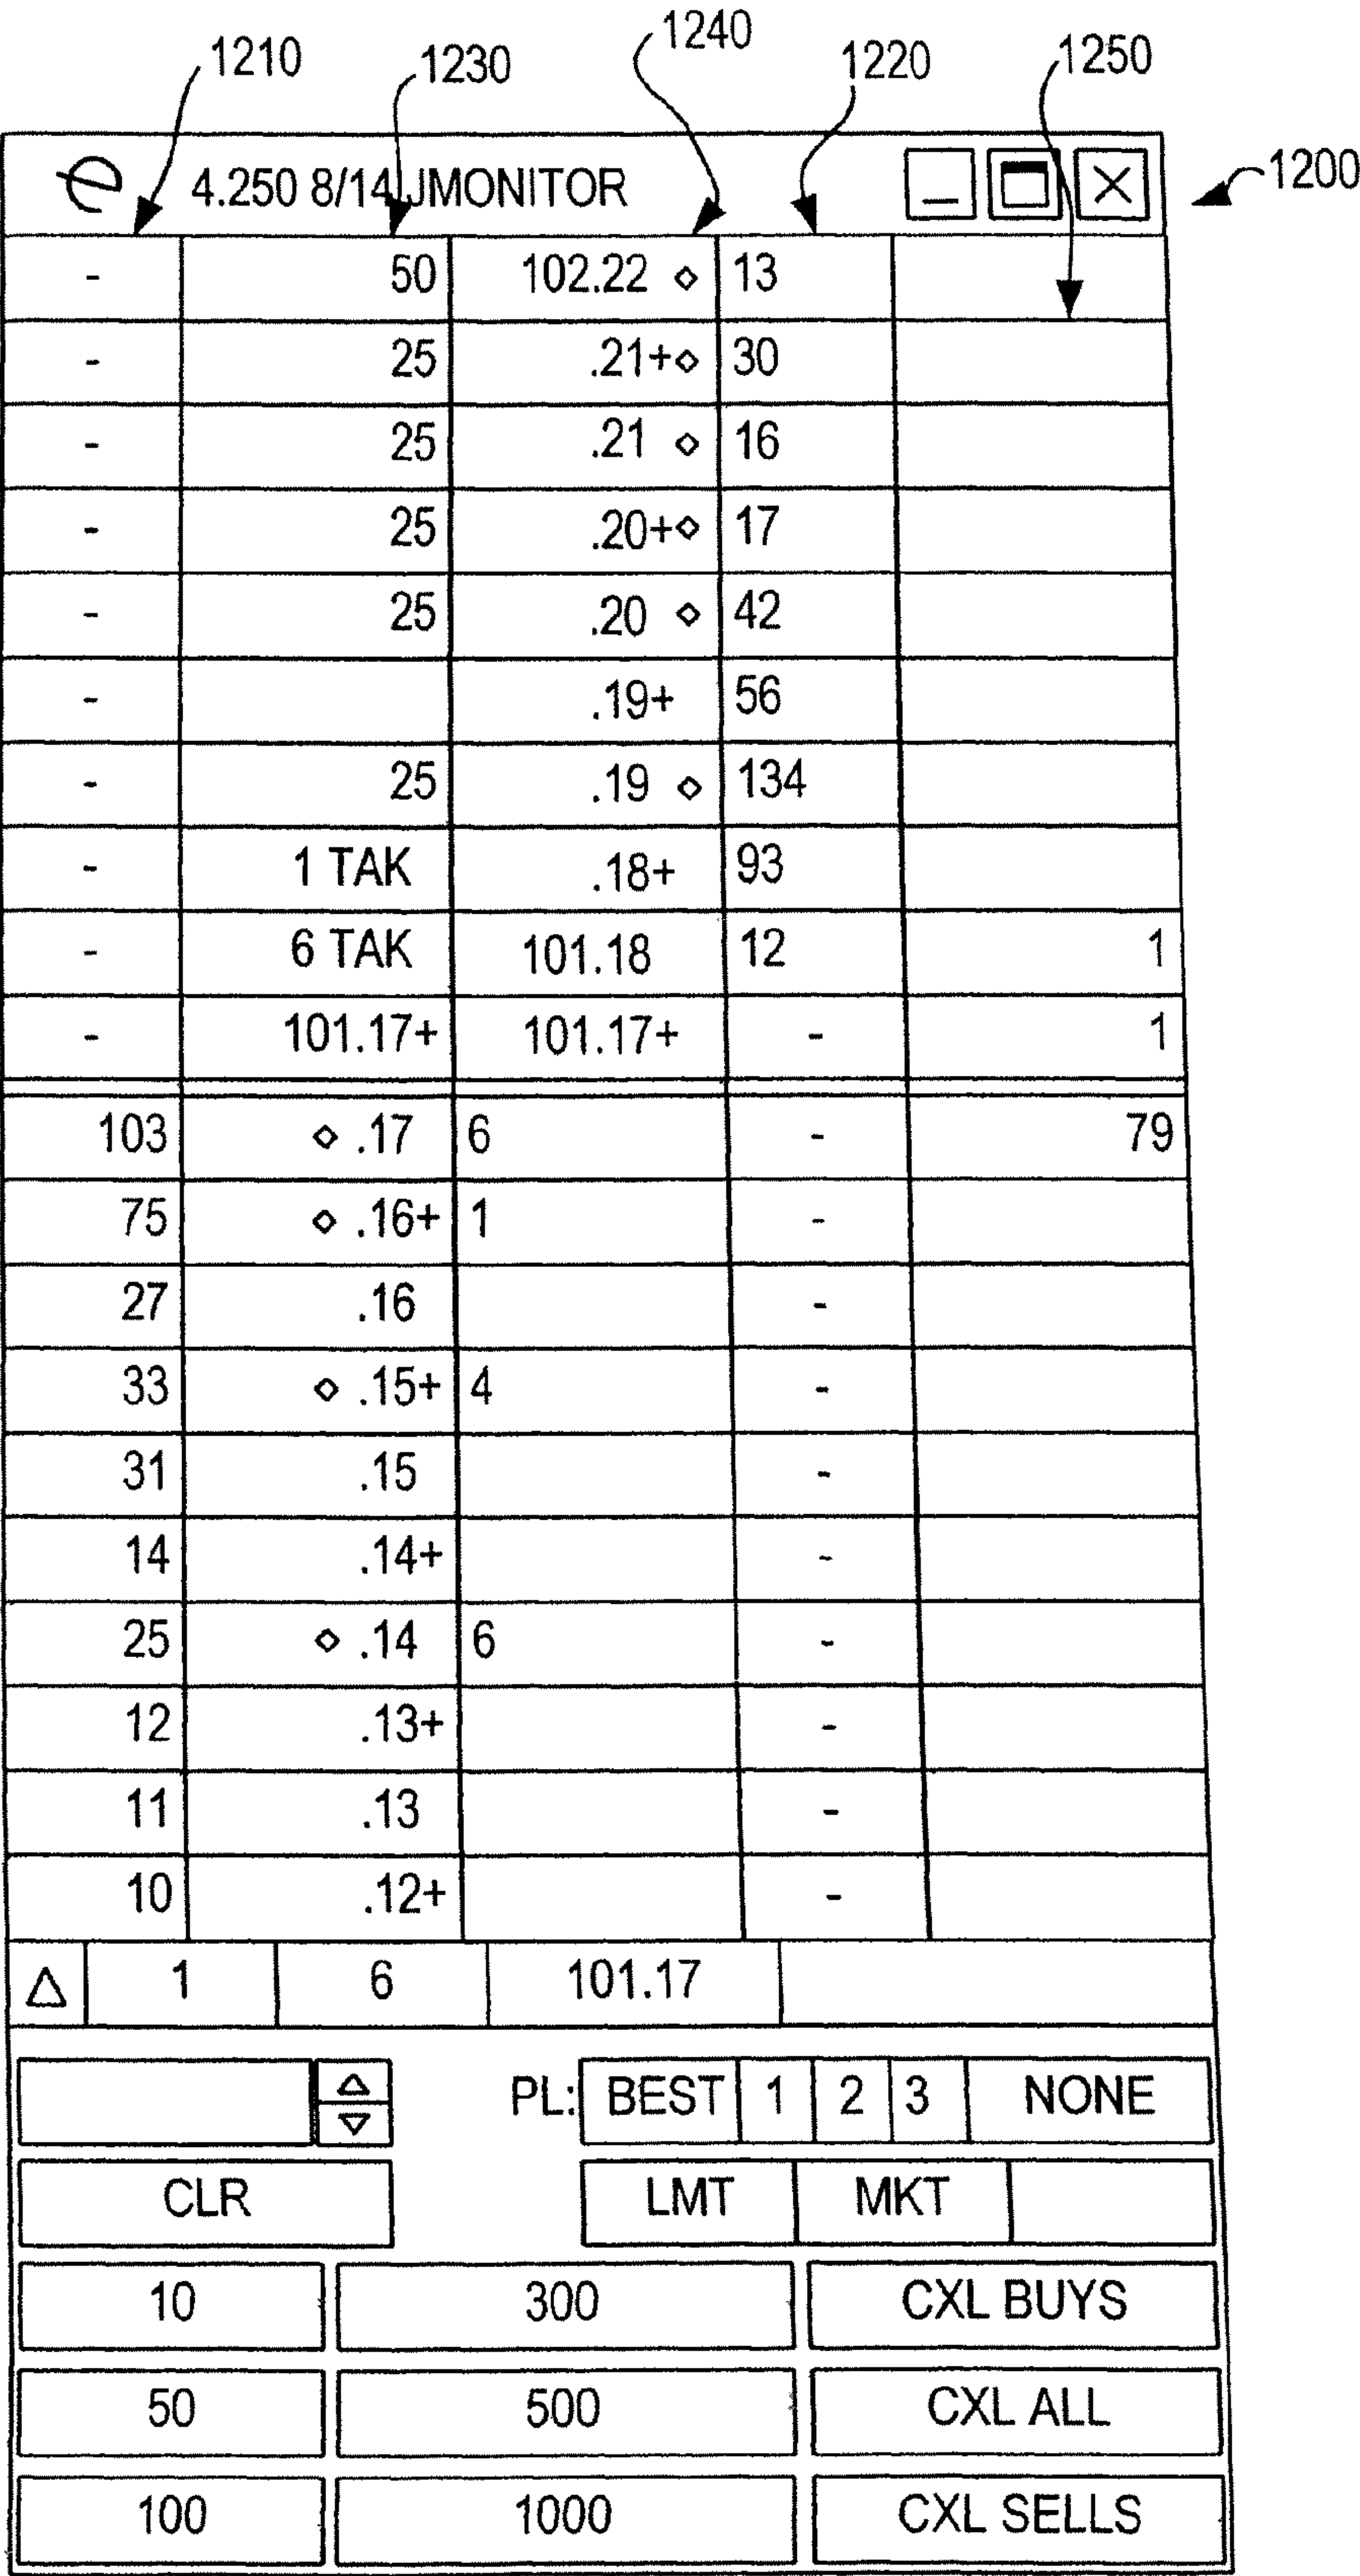 1210 1230 1240 1220 1250
e 4.250 8/14 JMONITOR 1200
- 50 102.22 ◇ 13
- 25 .21+◇ 30
- 25 .21 ◇ 16
- 25 .20+◇ 17
- 25 .20 ◇ 42
- .19+ 56
- 25 .19 ◇ 134
- 1 TAK .18+ 93
- 6 TAK 101.18 12 1
- 101.17+ 101.17+ - 1
103 ◇ .17 6 - 79
75 ◇ .16+ 1 -
27 .16 -
33 ◇ .15+ 4 -
31 .15 -
14 .14+ -
25 ◇ .14 6 -
12 .13+ -
11 .13 -
10 .12+ -
1 6 101.17
PL: BEST 1 2 3 NONE
CLR LMT MKT
10 300 CXL BUYS
50 500 CXL ALL
100 1000 CXL SELLS